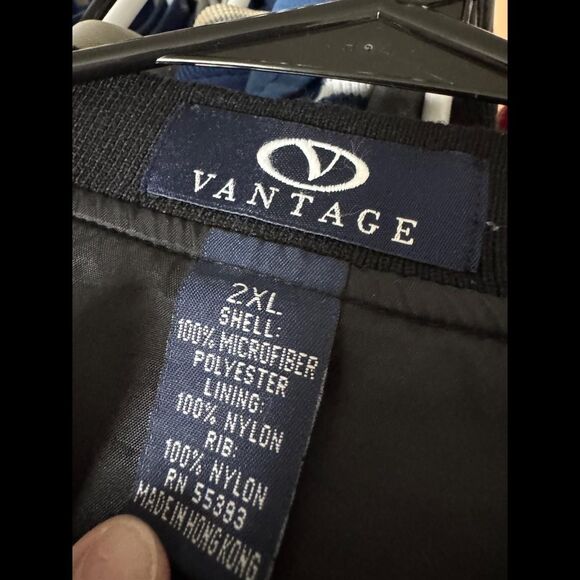 VANTAGE
2XL
SHELL:
100% MICROFIBER
POLYESTER
LINING:
100% NYLON
RIB:
100% NYLON
RN 55393
MADE IN HONG KONG